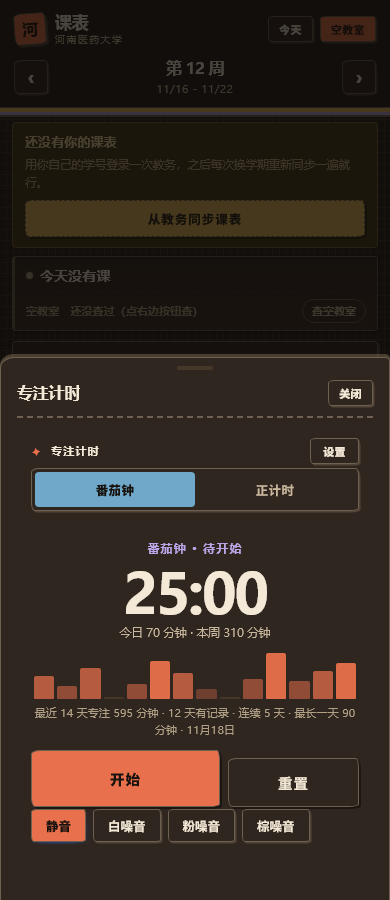 河
课表
河南医药大学
今天
空教室
‹
第 12 周
11/16 - 11/22
›
还没有你的课表
用你自己的学号登录一次教务，之后每次换学期重新同步一遍就
行。
从教务同步课表
今天没有课
空教室 还没查过（点右边按钮查）
查空教室
专注计时
关闭
专注计时
设置
番茄钟
正计时
番茄钟 • 待开始
25:00
今日 70 分钟 · 本周 310 分钟
最近 14 天专注 595 分钟 · 12 天有记录 · 连续 5 天 · 最长一天 90
分钟 · 11月18日
开始
重置
静音
白噪音
粉噪音
棕噪音